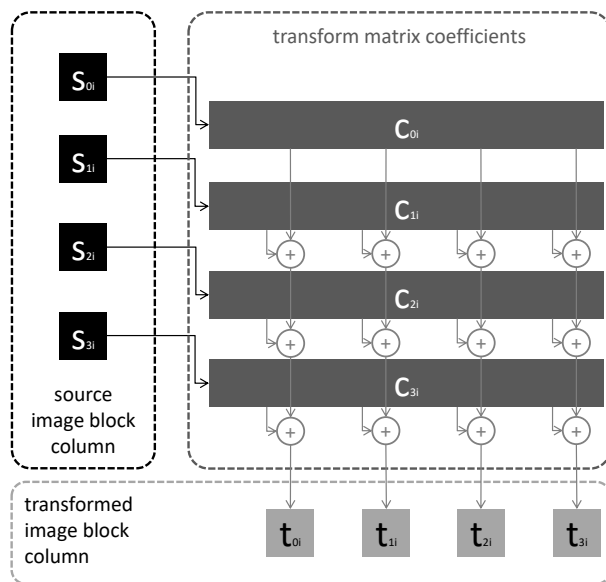 transform matrix coefficients
S0i
C0i
S1i
C1i
+ + + +
S2i
C2i
+ + + +
S3i
C3i
+ + + +
source
image block
column
transformed
image block
column
t0i t1i t2i t3i